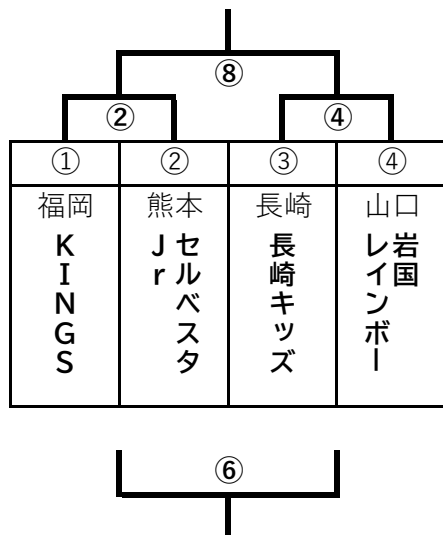 ⑧
② ④
① ② ③ ④
福岡 熊本 長崎 山口
KINGS
セルベスタ
Jr
長崎キッズ
岩国
レインボー
⑥